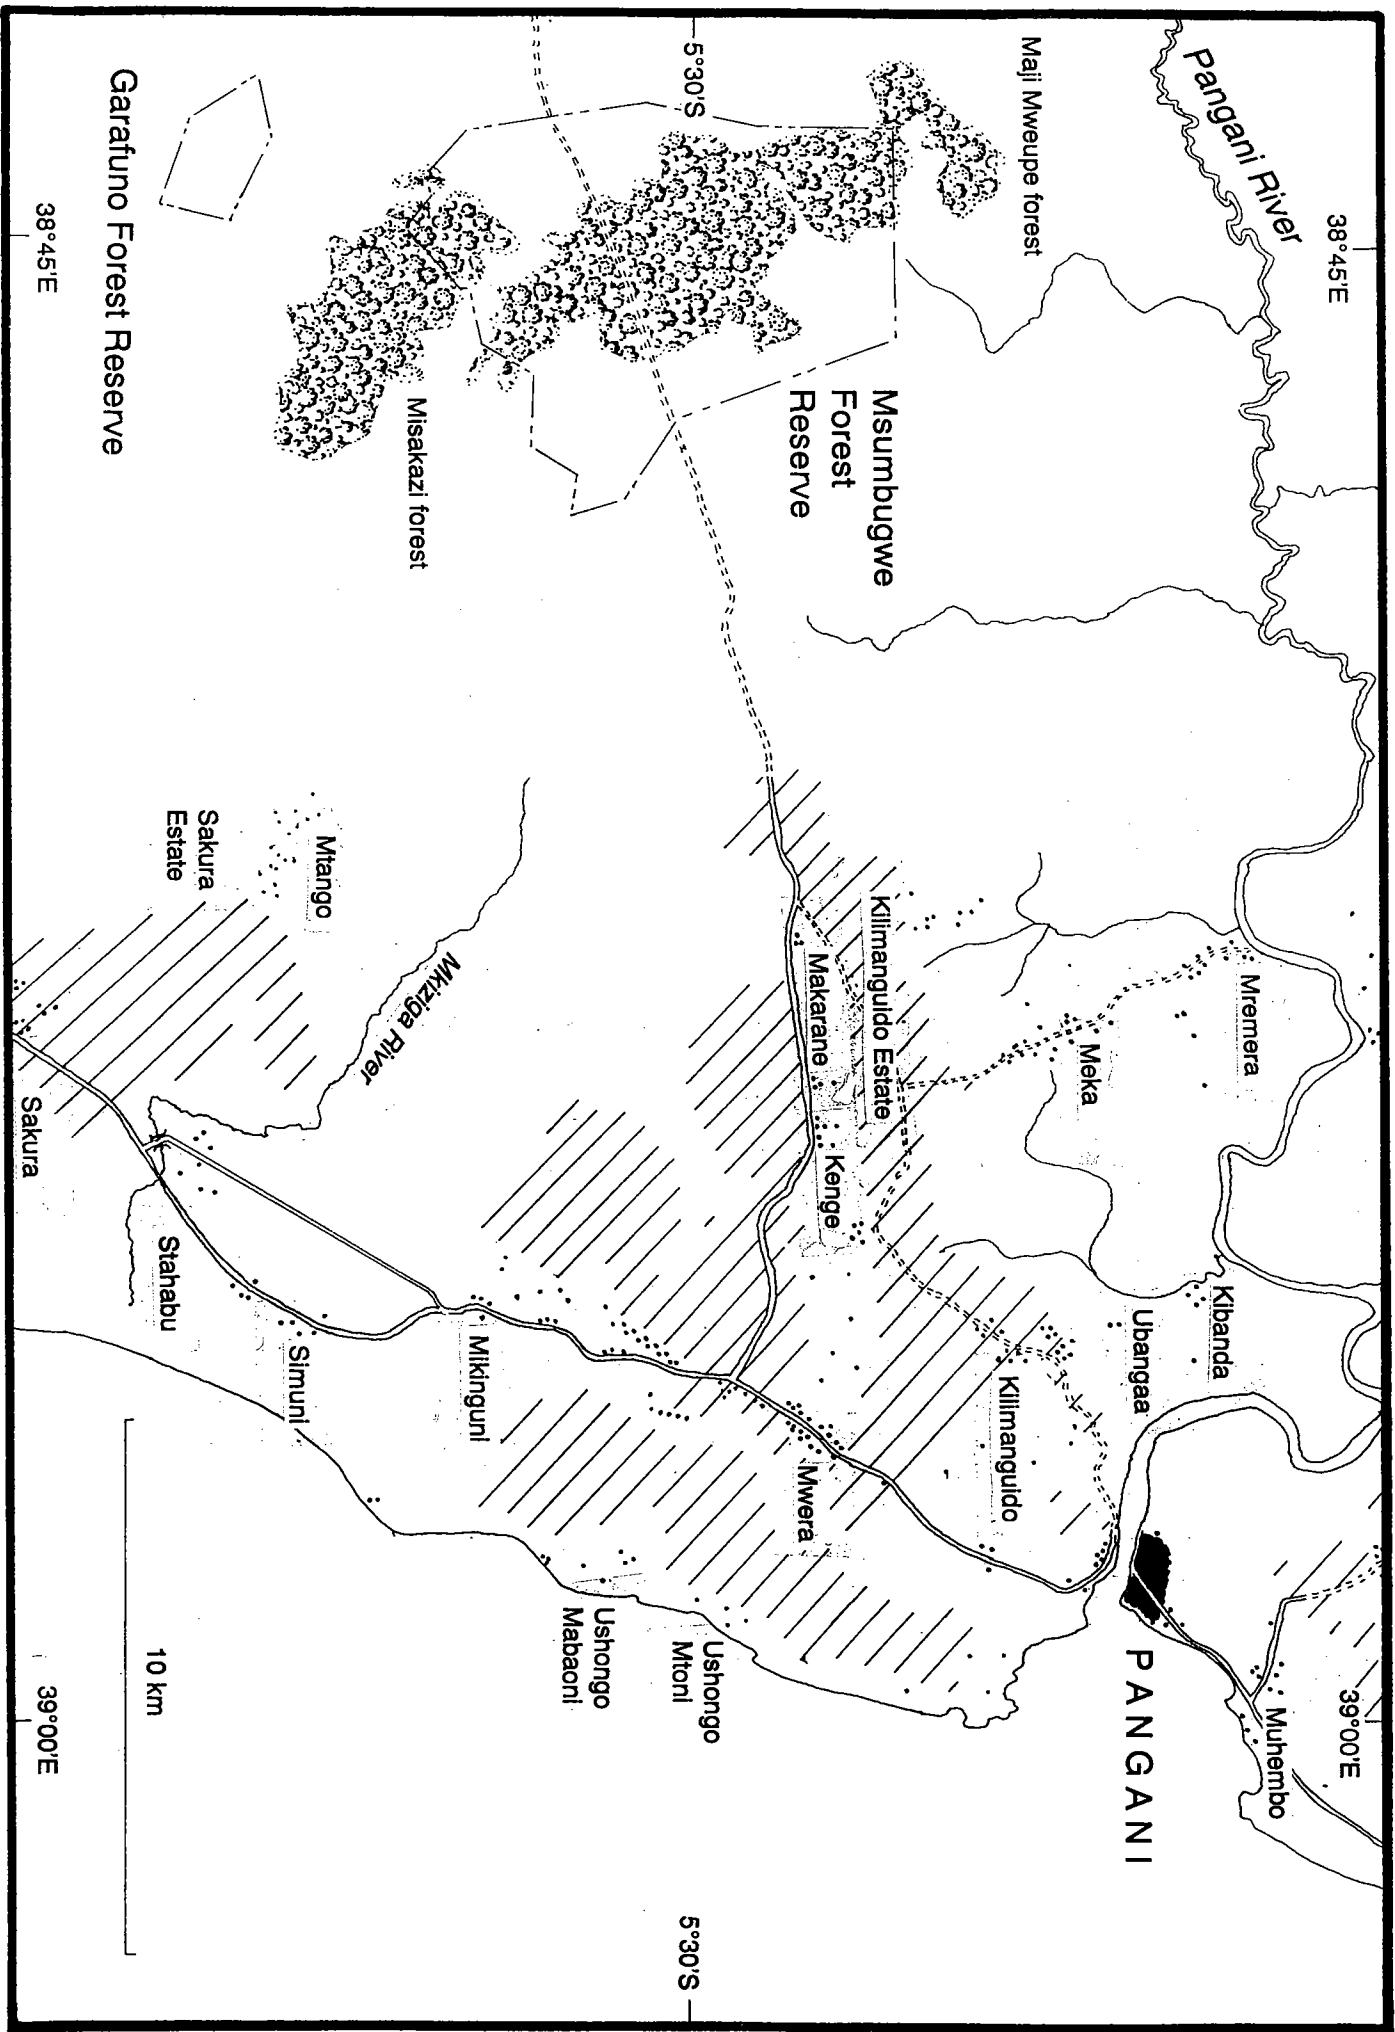 38°45'E
39°00'E
Pangani River
Maji Mweupe forest
Mremera
Kibanda
Muhembo
Ubangaa
Meka
PANGANI
Kilimanguido
Kilimanguido Estate
Msumbugwe
Forest
Reserve
Makarane
Kenge
Mwera
5°30'S
5°30'S
Ushongo
Mtoni
Ushongo
Mabaoni
Mikinguni
Misakazi forest
Mkiziga River
Mtango
Simuni
Sakura
Estate
Stahabu
10 km
Garafuno Forest Reserve
Sakura
38°45'E
39°00'E